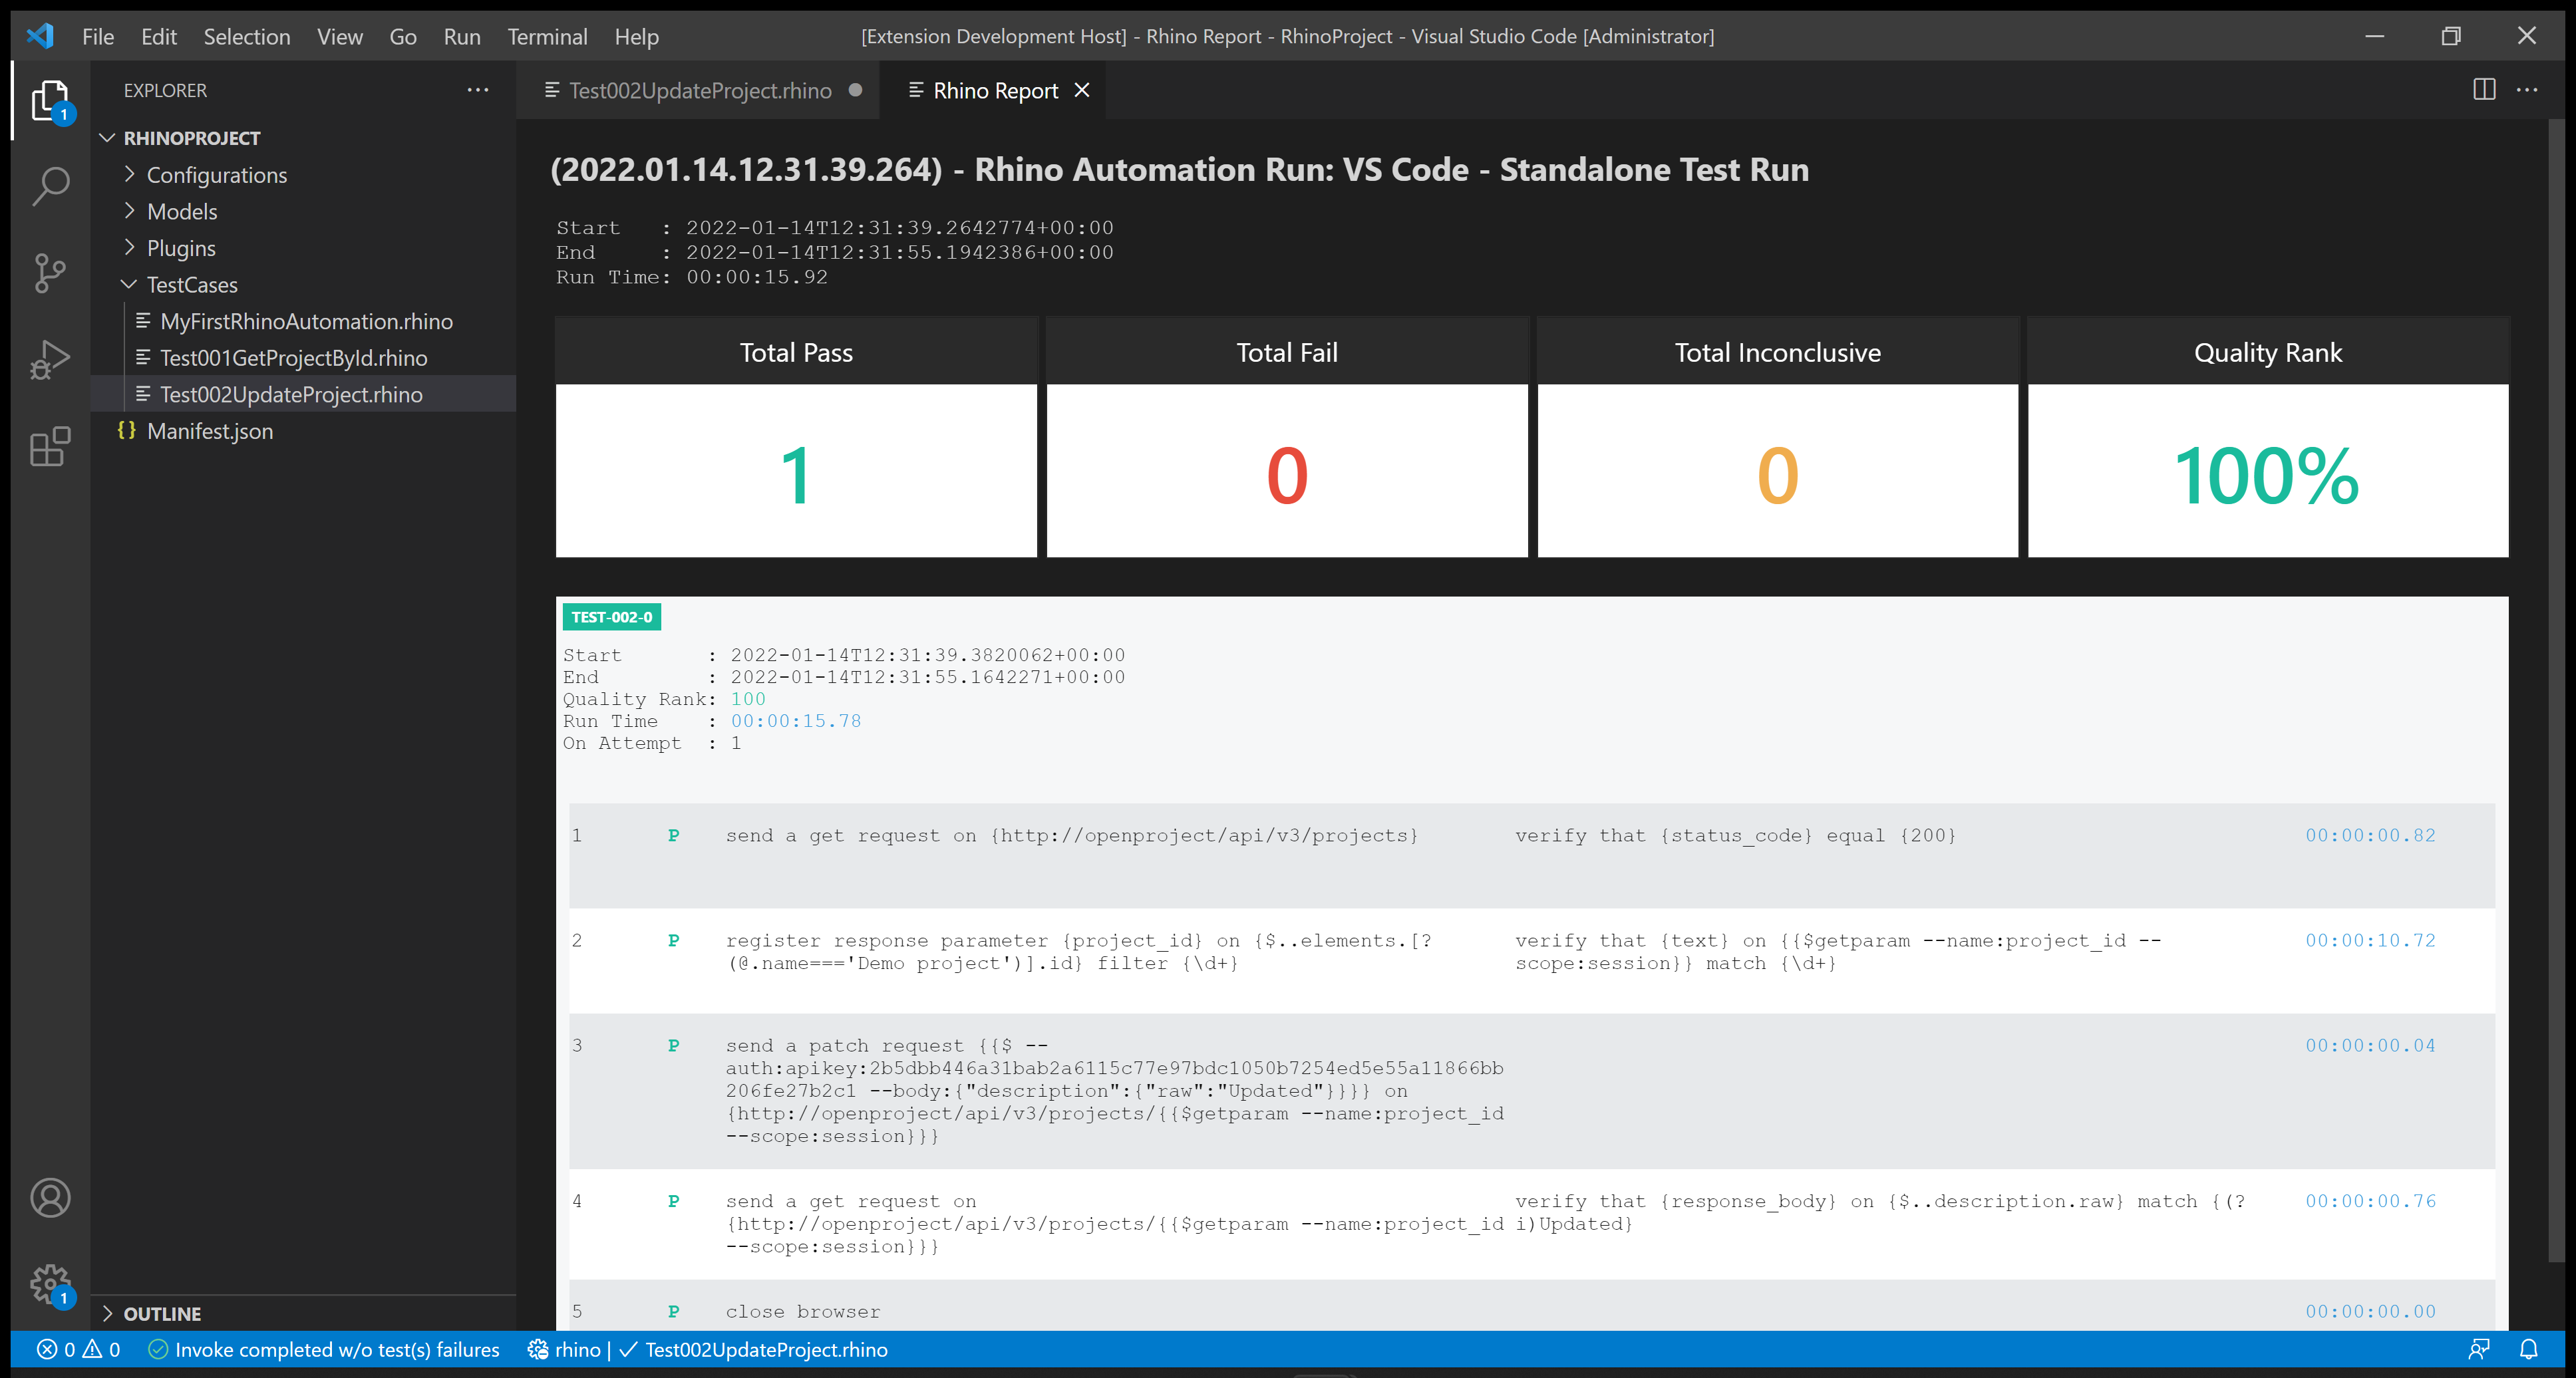 File Edit Selection View Go Run Terminal Help
[Extension Development Host] - Rhino Report - RhinoProject - Visual Studio Code [Administrator]
EXPLORER
Test002UpdateProject.rhino
Rhino Report
1
RHINOPROJECT
Configurations
Models
Plugins
TestCases
MyFirstRhinoAutomation.rhino
Test001GetProjectById.rhino
Test002UpdateProject.rhino
{} Manifest.json
(2022.01.14.12.31.39.264) - Rhino Automation Run: VS Code - Standalone Test Run
Start : 2022-01-14T12:31:39.2642774+00:00
End : 2022-01-14T12:31:55.1942386+00:00
Run Time: 00:00:15.92
Total Pass Total Fail Total Inconclusive Quality Rank
1 0 0 100%
TEST-002-0
Start : 2022-01-14T12:31:39.3820062+00:00
End : 2022-01-14T12:31:55.1642271+00:00
Quality Rank: 100
Run Time : 00:00:15.78
On Attempt : 1
1 P send a get request on {http://openproject/api/v3/projects} verify that {status_code} equal {200} 00:00:00.82
2 P register response parameter {project_id} on {$..elements.[? verify that {text} on {{$getparam --name:project_id -- 00:00:10.72
(@.name==='Demo project')].id} filter {\d+} scope:session}} match {\d+}
3 P send a patch request {{$ -- 00:00:00.04
auth:apikey:2b5dbb446a31bab2a6115c77e97bdc1050b7254ed5e55a11866bb
206fe27b2c1 --body:{"description":{"raw":"Updated"}}}} on
{http://openproject/api/v3/projects/{{$getparam --name:project_id
--scope:session}}}
4 P send a get request on verify that {response_body} on {$..description.raw} match {(? 00:00:00.76
{http://openproject/api/v3/projects/{{$getparam --name:project_id i)Updated}
--scope:session}}}
5 P close browser 00:00:00.00
1
OUTLINE
0 0 Invoke completed w/o test(s) failures rhino | Test002UpdateProject.rhino